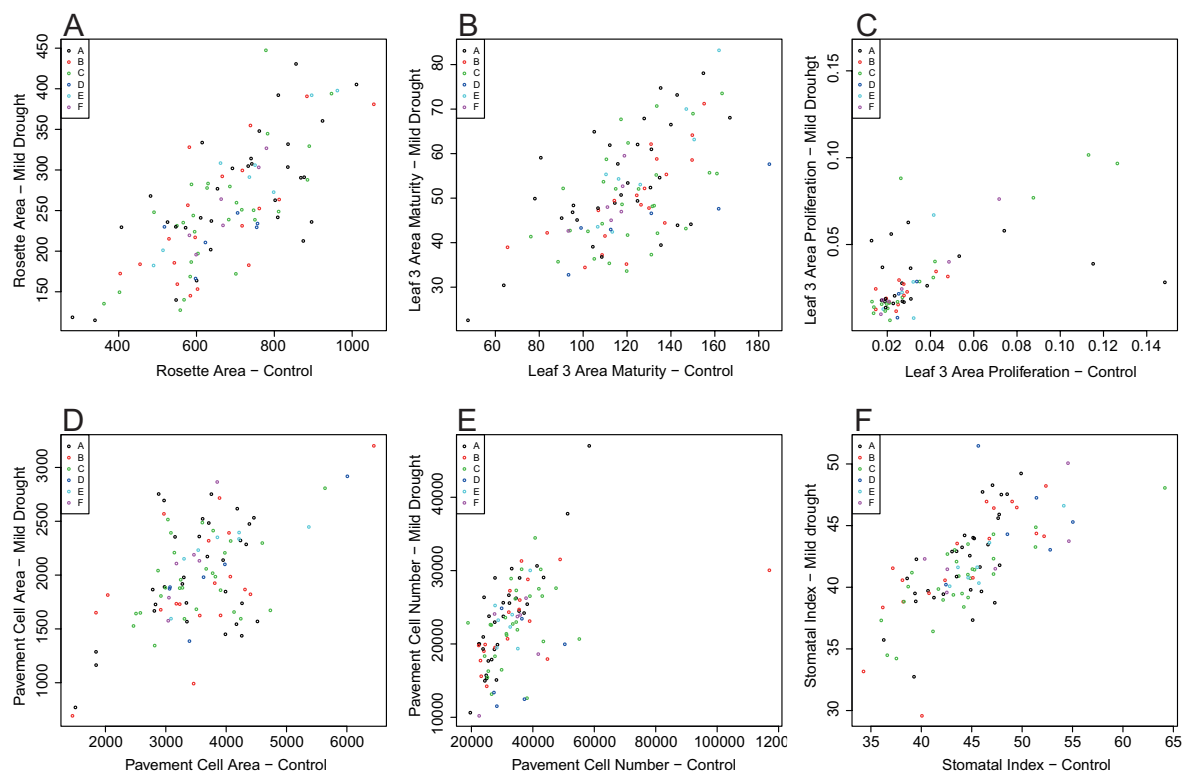 A
Rosette Area − Mild Drought
450
400
350
300
250
200
150
A
B
C
D
E
F
400 600 800 1000
Rosette Area − Control
B
Leaf 3 Area Maturity − Mild Drought
80
70
60
50
40
30
A
B
C
D
E
F
60 80 100 120 140 160 180
Leaf 3 Area Maturity − Control
C
Leaf 3 Area Proliferation − Mild Drouhgt
0.15
0.10
0.05
A
B
C
D
E
F
0.02 0.04 0.06 0.08 0.10 0.12 0.14
Leaf 3 Area Proliferation − Control
D
Pavement Cell Area − Mild Drought
3000
2500
2000
1500
1000
A
B
C
D
E
F
2000 3000 4000 5000 6000
Pavement Cell Area − Control
E
Pavement Cell Number − Mild Drought
40000
30000
20000
10000
A
B
C
D
E
F
20000 40000 60000 80000 100000 1200
Pavement Cell Number − Control
F
Stomatal Index − Mild drought
50
45
40
35
30
A
B
C
D
E
F
35 40 45 50 55 60 65
Stomatal Index − Control